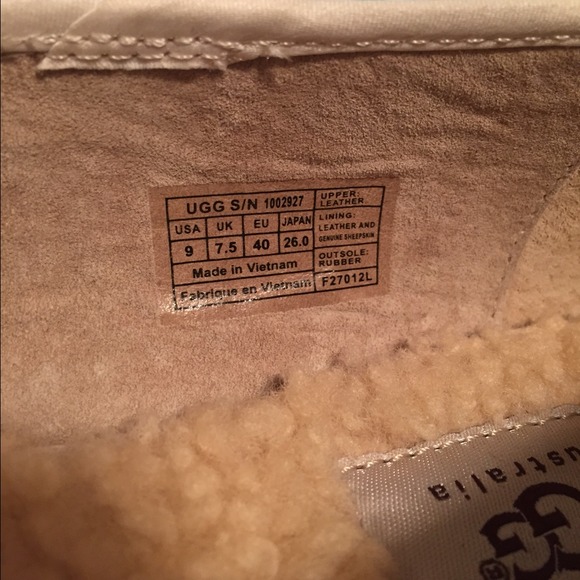 UGG S/N 1002927
USA UK EU JAPAN
9 7.5 40 26.0
Made in Vietnam
Fabrique en Vietnam
UPPER:
LEATHER
LINING:
LEATHER AND
GENUINE SHEEPSKIN
OUTSOLE:
RUBBER
F27012L
ustralia
GG®